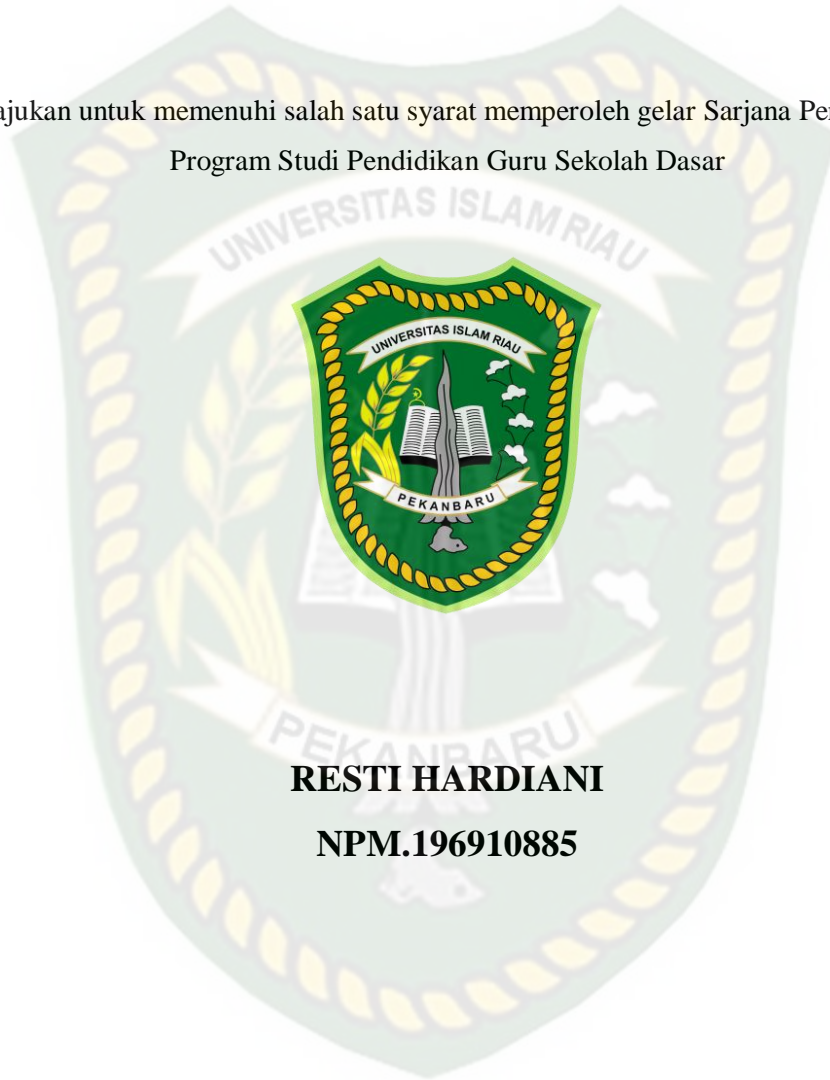 ajukan untuk memenuhi salah satu syarat memperoleh gelar Sarjana Pe
Program Studi Pendidikan Guru Sekolah Dasar
UNIVERSITAS ISLAM RIAU
UNIVERSITAS ISLAM RIAU
PEKANBARU
PEKANBARU
RESTI HARDIANI
NPM.196910885